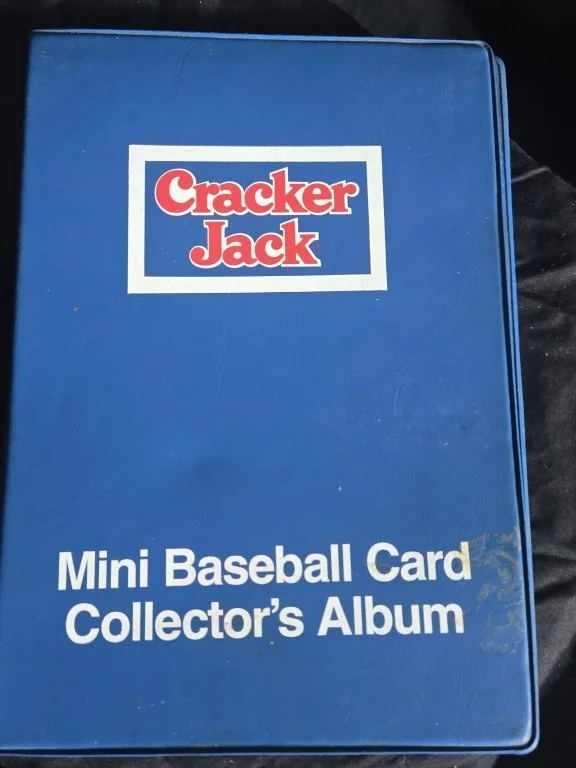 Cracker
Jack
Mini Baseball Card
Collector's Album